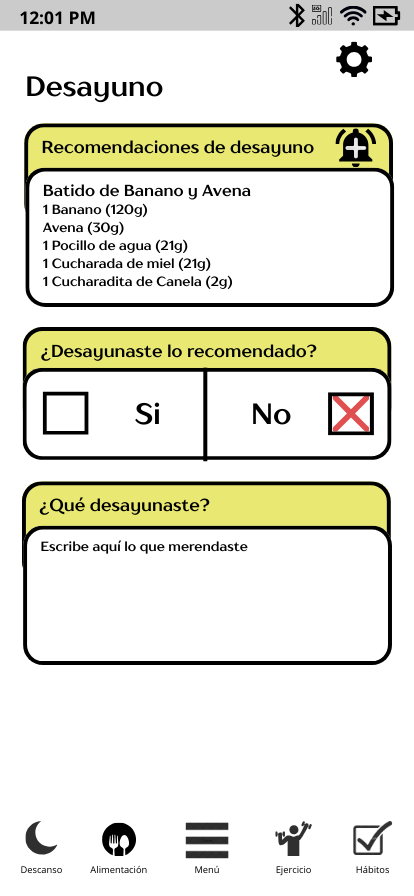 12:01 PM
Desayuno
Recomendaciones de desayuno
Batido de Banano y Avena
1 Banano (120g)
Avena (30g)
1 Pocillo de agua (21g)
1 Cucharada de miel (21g)
1 Cucharadita de Canela (2g)
¿Desayunaste lo recomendado?
Si No
¿Qué desayunaste?
Escribe aquí lo que merendaste
Descanso Alimentación Menú Ejercicio Hábitos